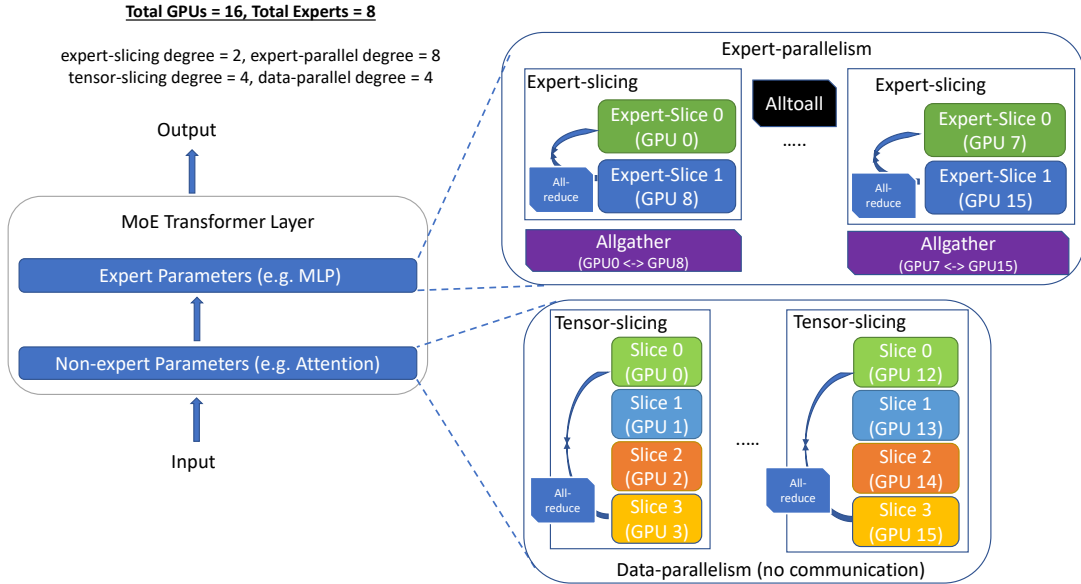 Total GPUs = 16, Total Experts = 8
expert-slicing degree = 2, expert-parallel degree = 8
tensor-slicing degree = 4, data-parallel degree = 4
Output
MoE Transformer Layer
Expert Parameters (e.g. MLP)
Non-expert Parameters (e.g. Attention)
Input
Expert-parallelism
Expert-slicing
Expert-Slice 0
(GPU 0)
Expert-Slice 1
(GPU 8)
All-
reduce
Allgather
(GPU0 <-> GPU8)
Alltoall
.....
Expert-slicing
Expert-Slice 0
(GPU 7)
Expert-Slice 1
(GPU 15)
All-
reduce
Allgather
(GPU7 <-> GPU15)
Tensor-slicing
Slice 0
(GPU 0)
Slice 1
(GPU 1)
Slice 2
(GPU 2)
Slice 3
(GPU 3)
All-
reduce
.....
Tensor-slicing
Slice 0
(GPU 12)
Slice 1
(GPU 13)
Slice 2
(GPU 14)
Slice 3
(GPU 15)
All-
reduce
Data-parallelism (no communication)